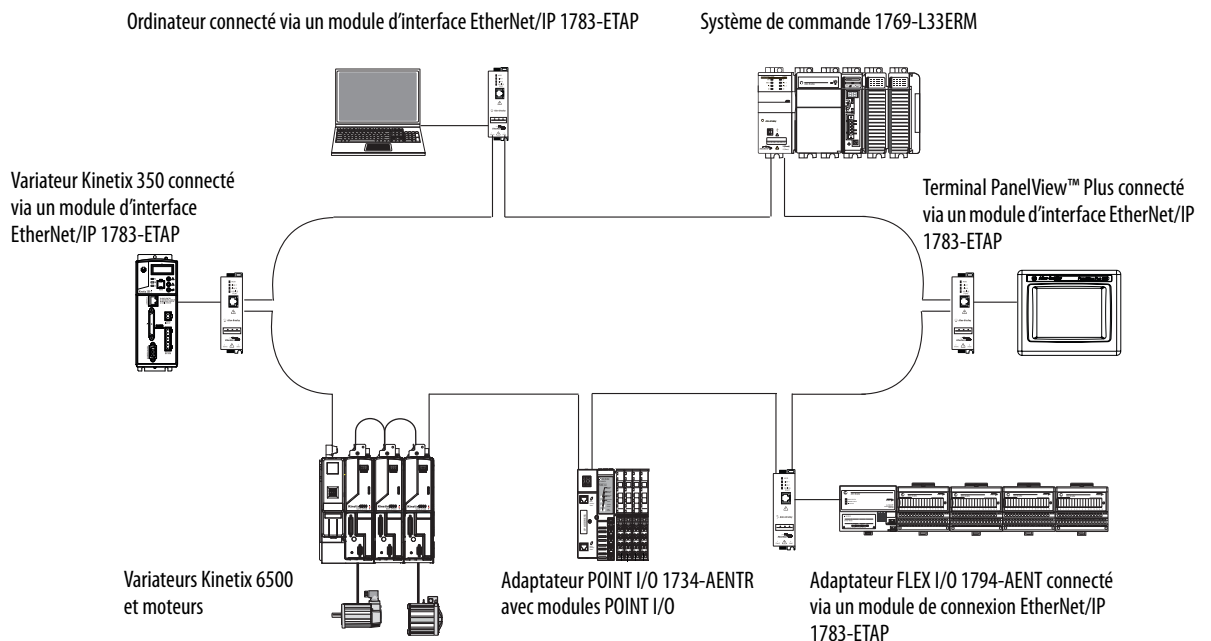 Ordinateur connecté via un module d’interface EtherNet/IP 1783-ETAP
Système de commande 1769-L33ERM
Variateur Kinetix 350 connecté
via un module d’interface
EtherNet/IP 1783-ETAP
Terminal PanelView™ Plus connecté
via un module d’interface EtherNet/IP
1783-ETAP
Variateurs Kinetix 6500
et moteurs
Adaptateur POINT I/O 1734-AENTR
avec modules POINT I/O
Adaptateur FLEX I/O 1794-AENT connecté
via un module de connexion EtherNet/IP
1783-ETAP